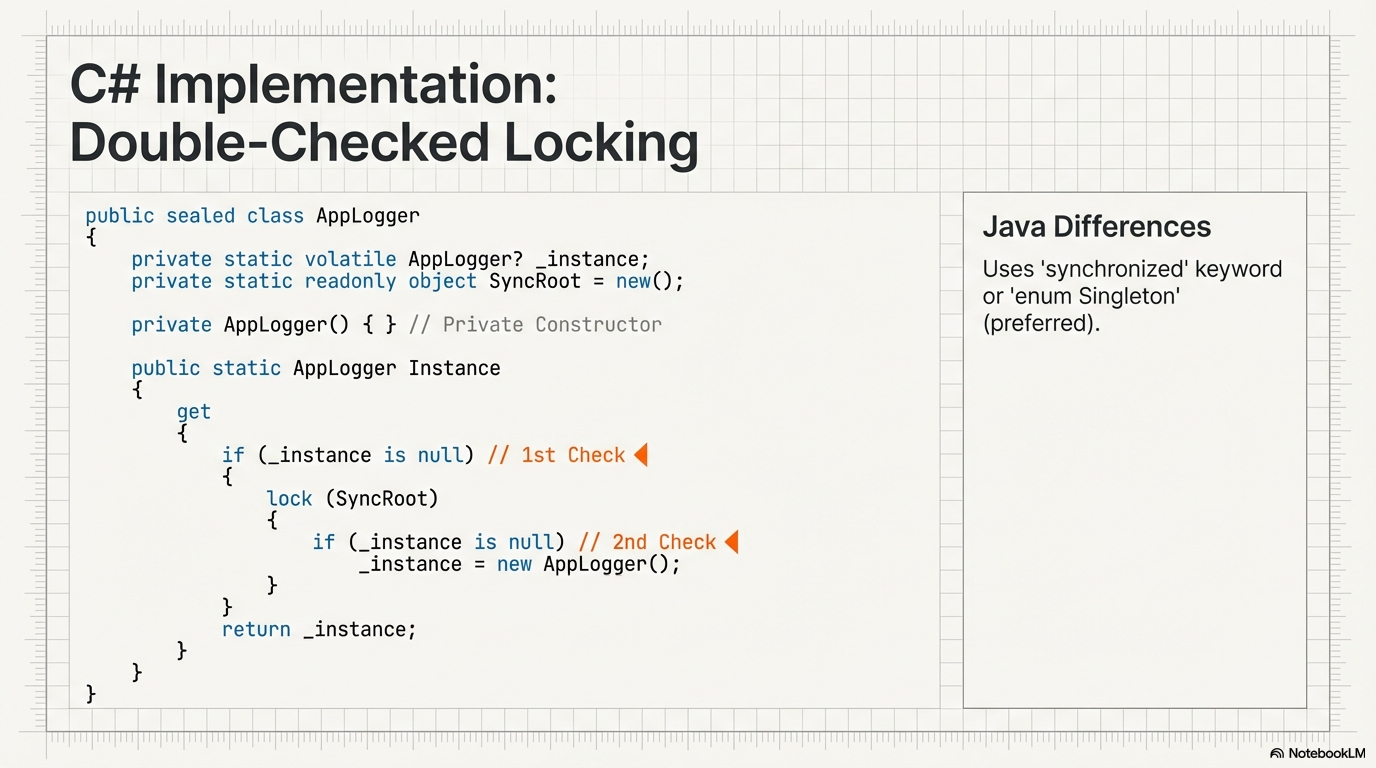 C# Implementation:
Double-Checked Locking
public sealed class AppLogger
{
    private static volatile AppLogger? _instance;
    private static readonly object SyncRoot = new();

    private AppLogger() { } // Private Constructor

    public static AppLogger Instance
    {
        get
        {
            if (_instance is null) // 1st Check
            {
                lock (SyncRoot)
                {
                    if (_instance is null) // 2nd Check
                        _instance = new AppLogger();
                }
            }
            return _instance;
        }
    }
}
Java Differences
Uses 'synchronized' keyword
or 'enum Singleton'
(preferred).
NotebookLM